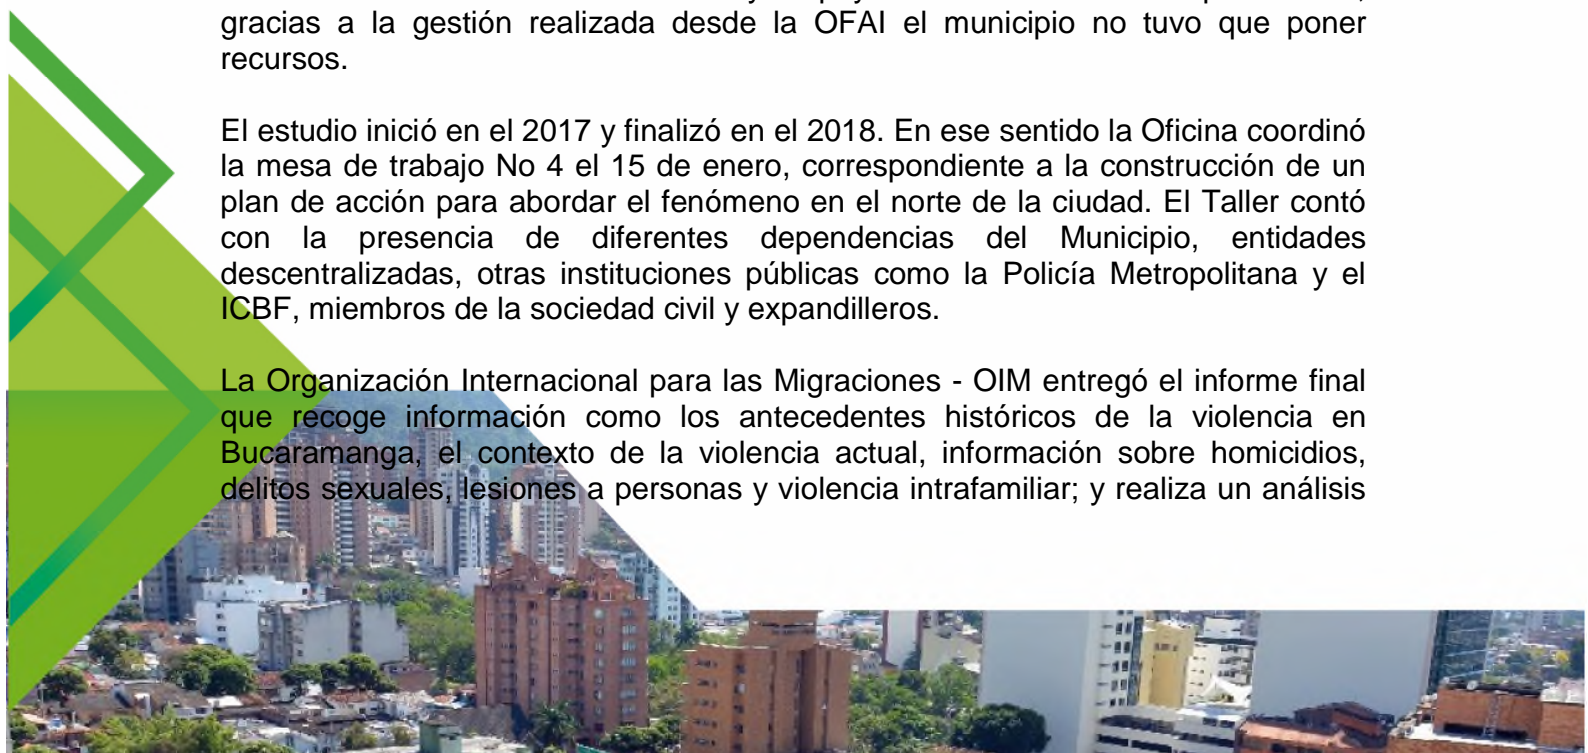 gracias a la gestión realizada desde la OFAI el municipio no tuvo que poner
recursos.
El estudio inició en el 2017 y finalizó en el 2018. En ese sentido la Oficina coordinó
la mesa de trabajo No 4 el 15 de enero, correspondiente a la construcción de un
plan de acción para abordar el fenómeno en el norte de la ciudad. El Taller contó
con la presencia de diferentes dependencias del Municipio, entidades
descentralizadas, otras instituciones públicas como la Policía Metropolitana y el
ICBF, miembros de la sociedad civil y expandilleros.
La Organización Internacional para las Migraciones - OIM entregó el informe final
que recoge información como los antecedentes históricos de la violencia en
Bucaramanga, el contexto de la violencia actual, información sobre homicidios,
delitos sexuales, lesiones a personas y violencia intrafamiliar; y realiza un análisis